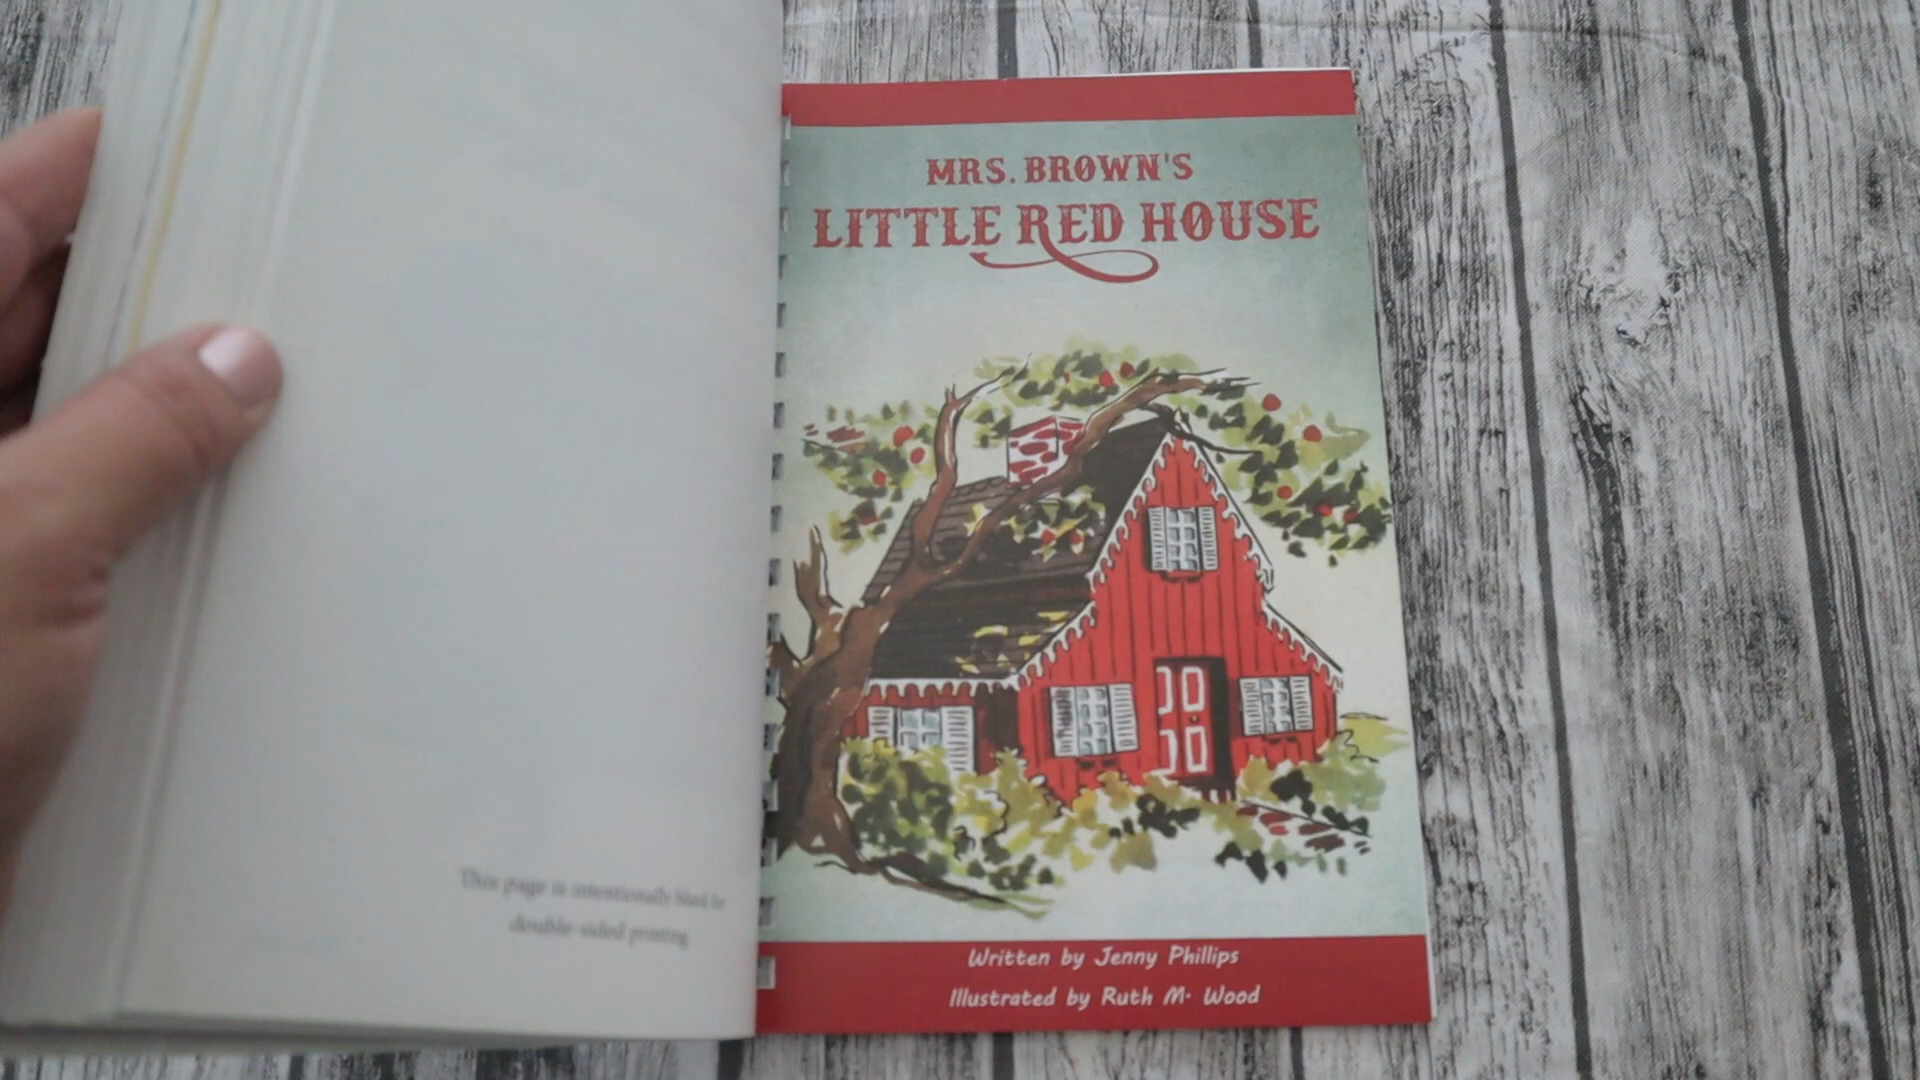 This page is intentionally blank for
double-sided printing
MRS. BROWN'S
LITTLE RED HOUSE
Written by Jenny Phillips
Illustrated by Ruth M. Wood